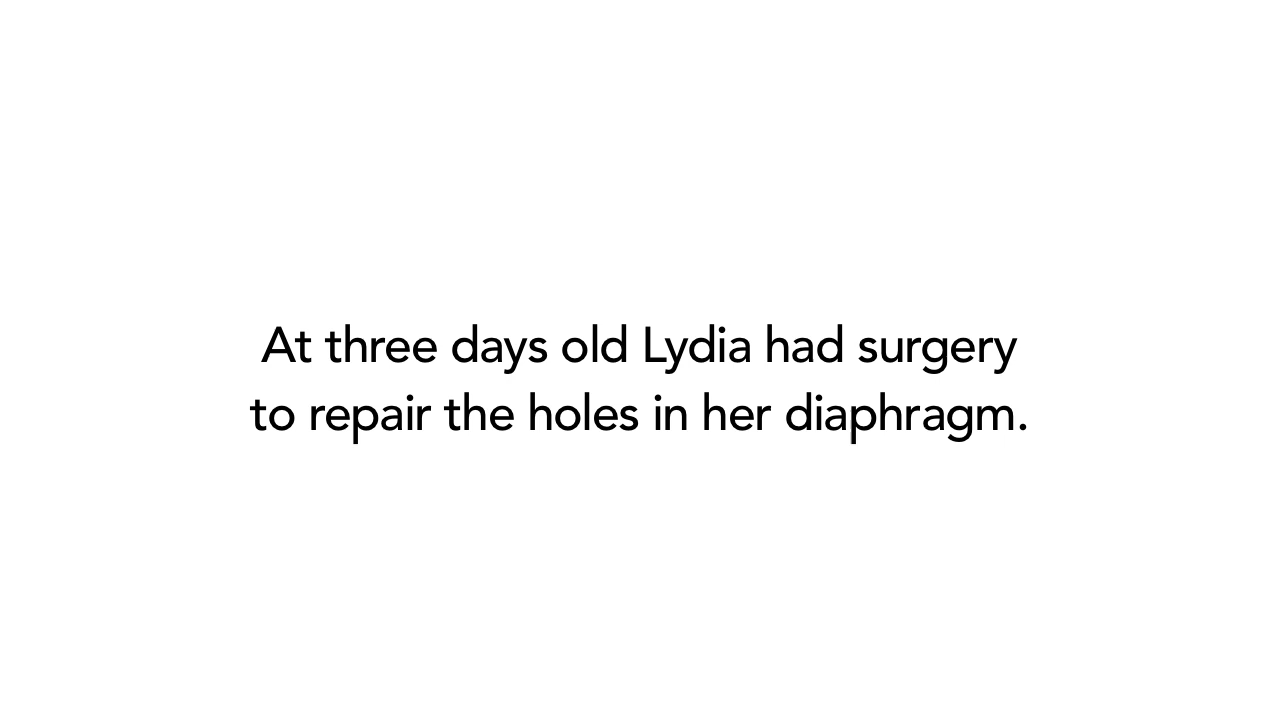 At three days old Lydia had surgery
to repair the holes in her diaphragm.